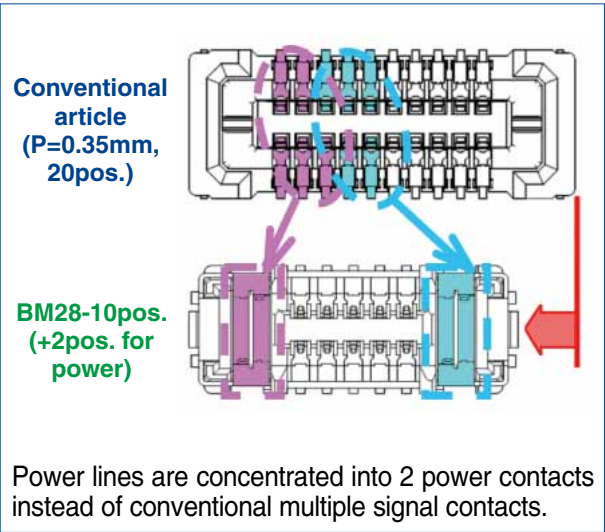 Conventional
article
(P=0.35mm,
20pos.)
BM28-10pos.
(+2pos. for
power)
Power lines are concentrated into 2 power contacts
instead of conventional multiple signal contacts.